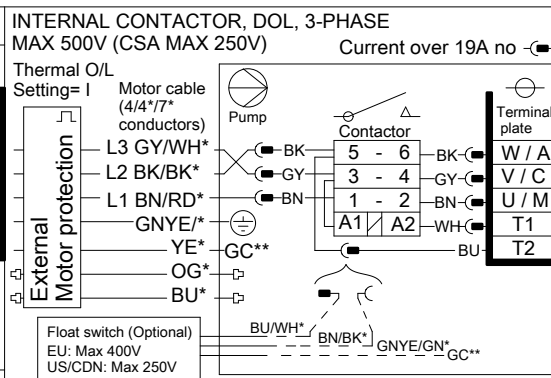 INTERNAL CONTACTOR, DOL, 3-PHASE
MAX 500V (CSA MAX 250V)
Current over 19A no
Thermal O/L
Setting= I
Motor cable
(4/4*/7*
conductors)
Pump
Contactor
Terminal
plate
External
Motor protection
L3 GY/WH*
L2 BK/BK*
L1 BN/RD*
GNYE/*
YE*
GC**
OG*
BU*
BK
GY
BN
5 - 6
3 - 4
1 - 2
A1 A2
BK
GY
BN
WH
BU
W / A
V / C
U / M
T1
T2
Float switch (Optional)
EU: Max 400V
US/CDN: Max 250V
BU/WH*
BN/BK*
GNYE/GN*
GC**